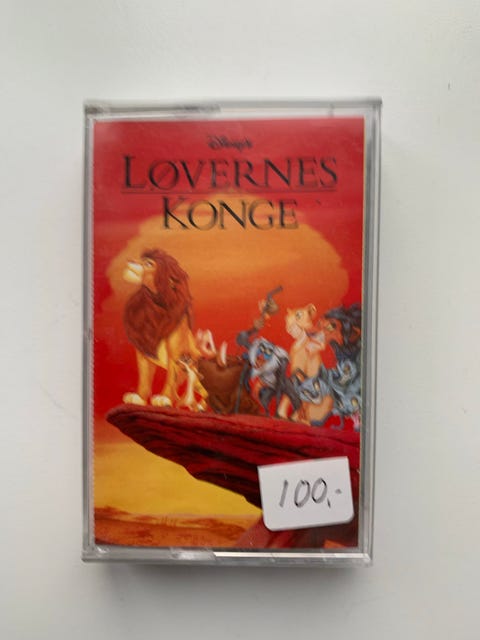 Disney's
LØVERNES
KONGE
100,-